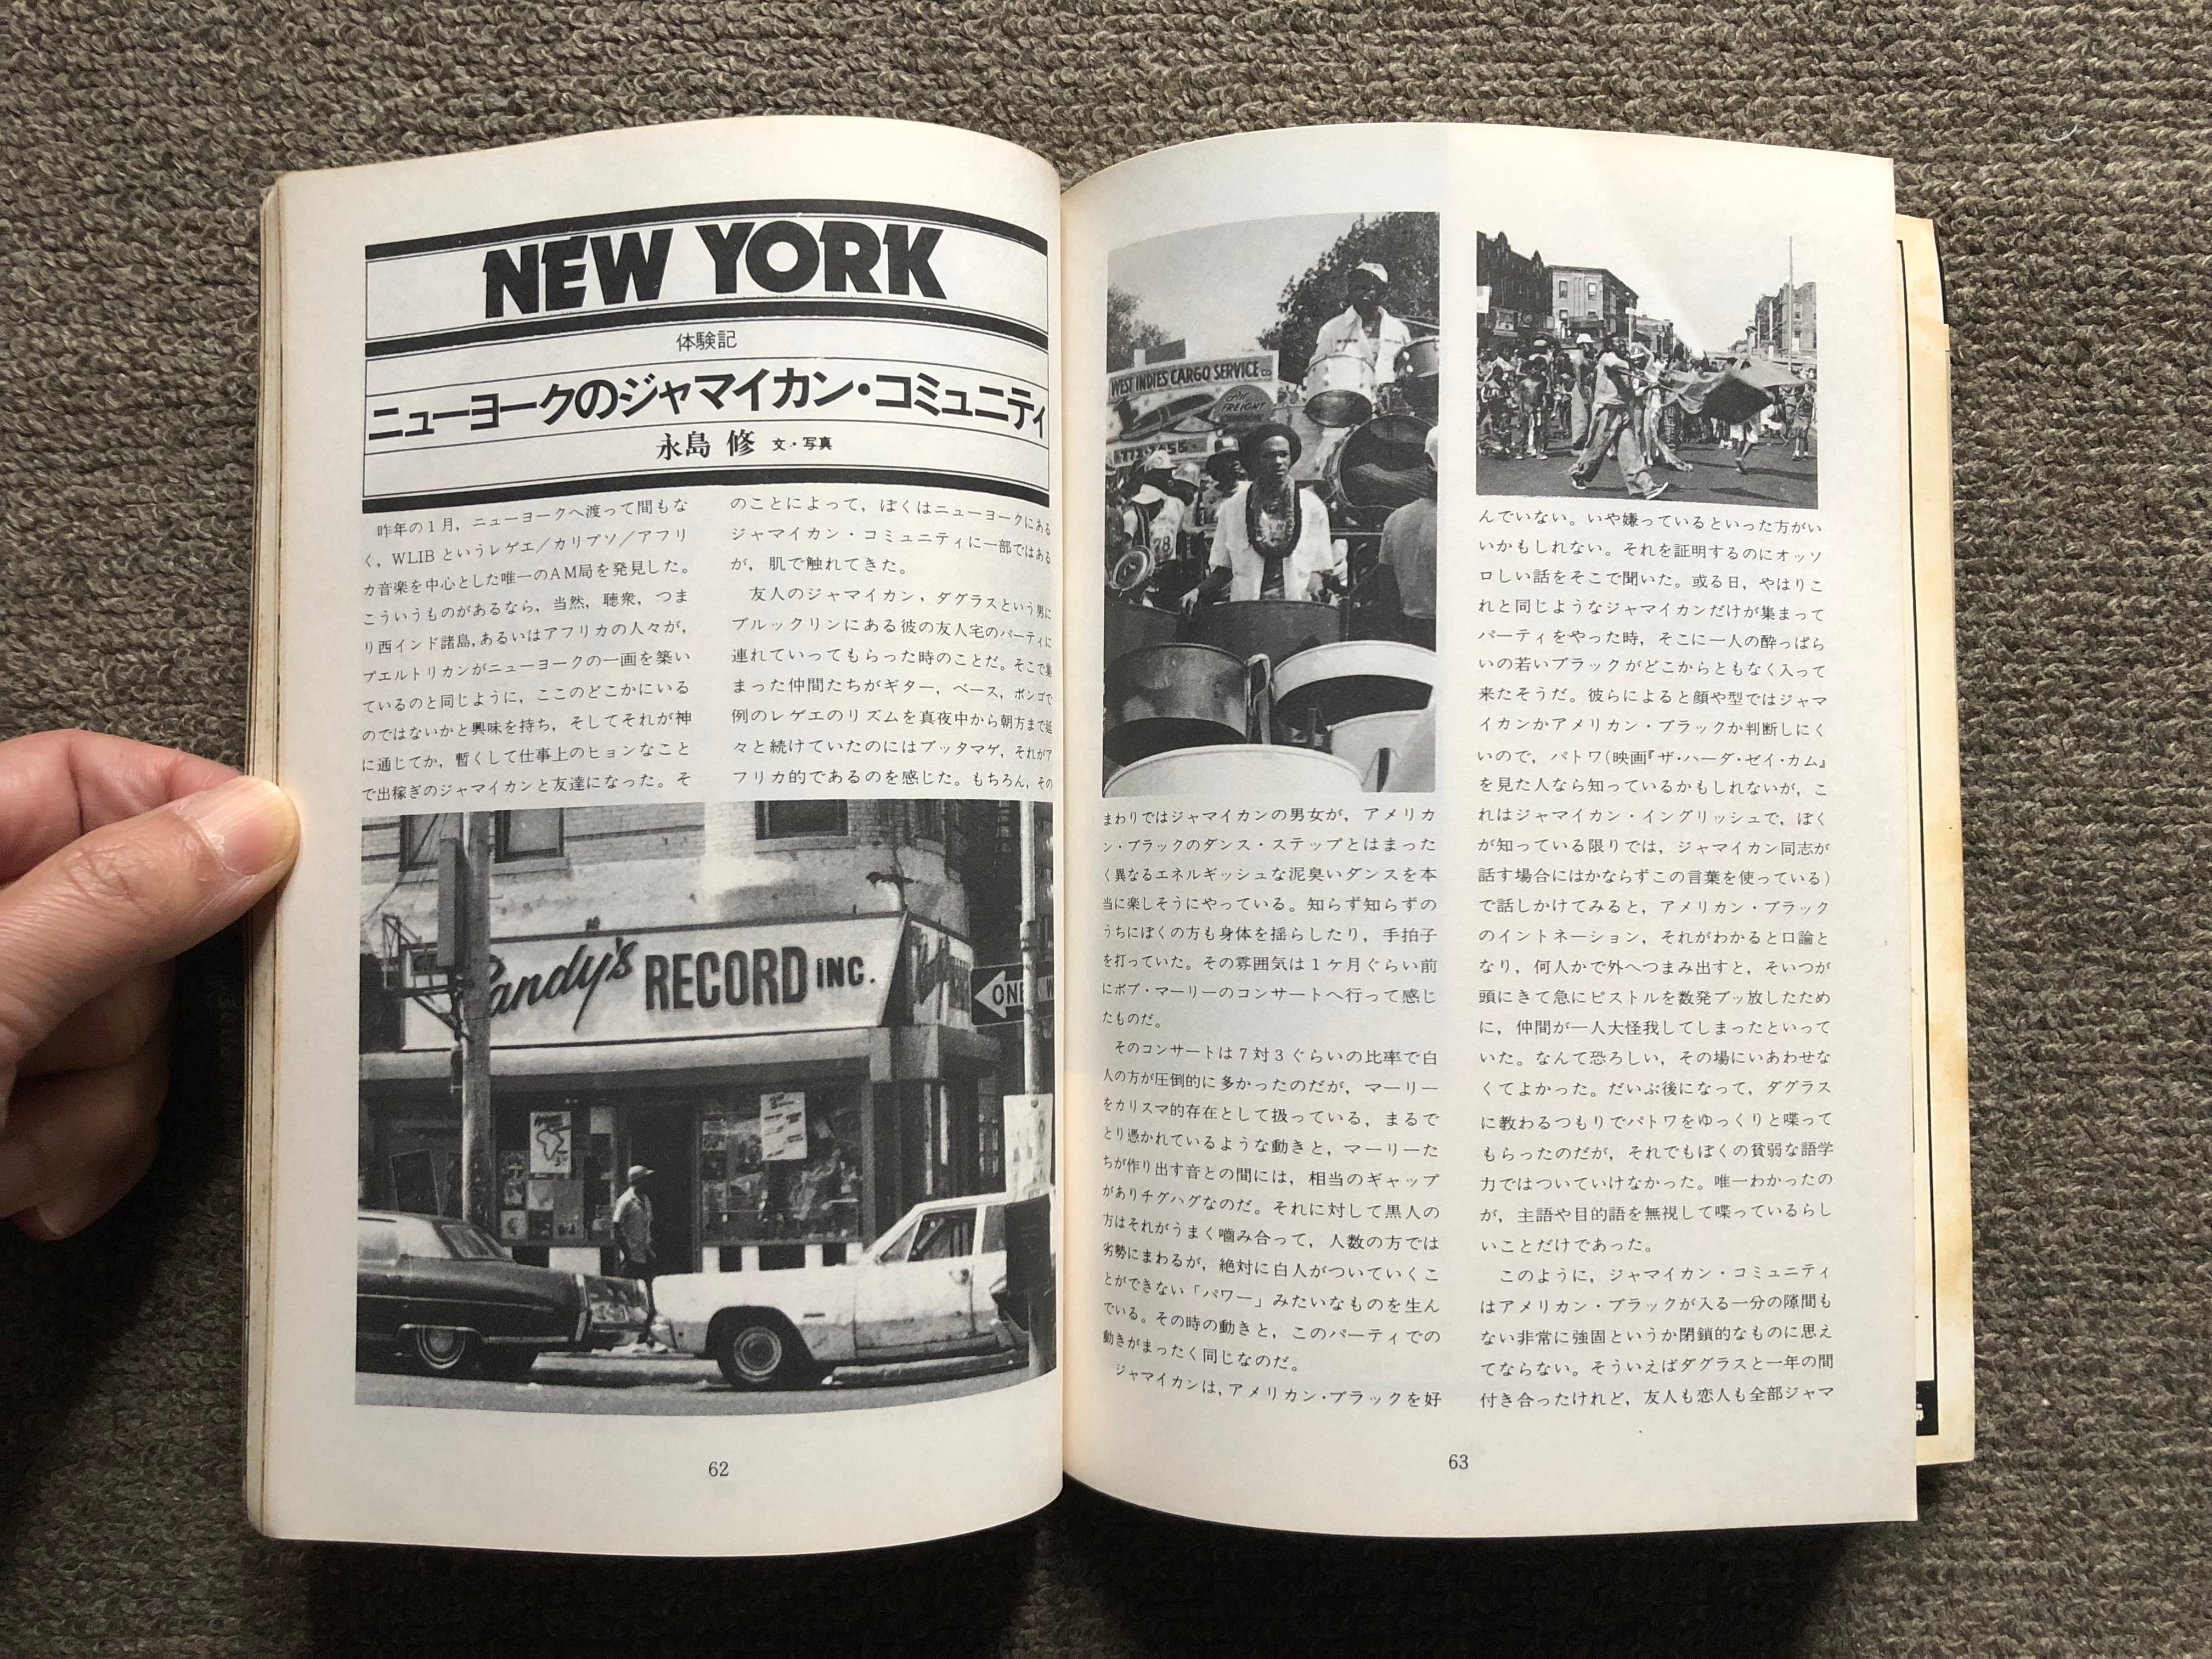 NEW YORK
体験記
ニューヨークのジャマイカン・コミュニティ
永島 修 文・写真
昨年の1月，ニューヨークへ渡って間もな
く，WLIBというレゲエ／カリプソ／アフリ
カ音楽を中心とした唯一のAM局を発見した。
こういうものがあるなら，当然，聴衆，つま
り西インド諸島，あるいはアフリカの人々が，
プエルトリカンがニューヨークの一画を築い
ているのと同じように，ここのどこかにいる
のではないかと興味を持ち，そしてそれが神
に通じてか，暫くして仕事上のヒョンなこと
で出稼ぎのジャマイカンと友達になった。そ
のことによって，ぼくはニューヨークにある
ジャマイカン・コミュニティに一部ではある
が，肌で触れてきた。
友人のジャマイカン，ダグラスという男に
ブルックリンにある彼の友人宅のパーティに
連れていってもらった時のことだ。そこで集
まった仲間たちがギター，ベース，ボンゴで
例のレゲエのリズムを真夜中から朝方まで延
々と続けていたのにはブッタマゲ，それがア
フリカ的であるのを感じた。もちろん，その
andy's RECORD INC.
ONE W
62
WEST INDIES CARGO SERVICE CO
AIR
FREIGHT
78
まわりではジャマイカンの男女が，アメリカ
ン・ブラックのダンス・ステップとはまった
く異なるエネルギッシュな泥臭いダンスを本
当に楽しそうにやっている。知らず知らずの
うちにぼくの方も身体を揺らしたり，手拍子
を打っていた。その雰囲気は1ケ月ぐらい前
にボブ・マーリーのコンサートへ行って感じ
たものだ。
そのコンサートは7対3ぐらいの比率で白
人の方が圧倒的に多かったのだが，マーリー
をカリスマ的存在として扱っている，まるで
とり憑かれているような動きと，マーリーた
ちが作り出す音との間には，相当のギャップ
がありチグハグなのだ。それに対して黒人の
方はそれがうまく嚙み合って，人数の方では
劣勢にまわるが，絶対に白人がついていくこ
とができない「パワー」みたいなものを生ん
でいる。その時の動きと，このパーティでの
動きがまったく同じなのだ。
ジャマイカンは，アメリカン・ブラックを好
んでいない。いや嫌っているといった方がい
いかもしれない。それを証明するのにオッソ
ロしい話をそこで聞いた。或る日，やはりこ
れと同じようなジャマイカンだけが集まって
パーティをやった時，そこに一人の酔っぱら
いの若いブラックがどこからともなく入って
来たそうだ。彼らによると顔や型ではジャマ
イカンかアメリカン・ブラックか判断しにく
いので，パトワ(映画『ザ・ハーダ・ゼイ・カム』
を見た人なら知っているかもしれないが，こ
れはジャマイカン・イングリッシュで，ぼく
が知っている限りでは，ジャマイカン同志が
話す場合にはかならずこの言葉を使っている)
で話しかけてみると，アメリカン・ブラック
のイントネーション，それがわかると口論と
なり，何人かで外へつまみ出すと，そいつが
頭にきて急にピストルを数発ブッ放したため
に，仲間が一人大怪我してしまったといって
いた。なんて恐ろしい，その場にいあわせな
くてよかった。だいぶ後になって，ダグラス
に教わるつもりでパトワをゆっくりと喋って
もらったのだが，それでもぼくの貧弱な語学
力ではついていけなかった。唯一わかったの
が，主語や目的語を無視して喋っているらし
いことだけであった。
このように，ジャマイカン・コミュニティ
はアメリカン・ブラックが入る一分の隙間も
ない非常に強固というか閉鎖的なものに思え
てならない。そういえばダグラスと一年の間
付き合ったけれど，友人も恋人も全部ジャマ
63